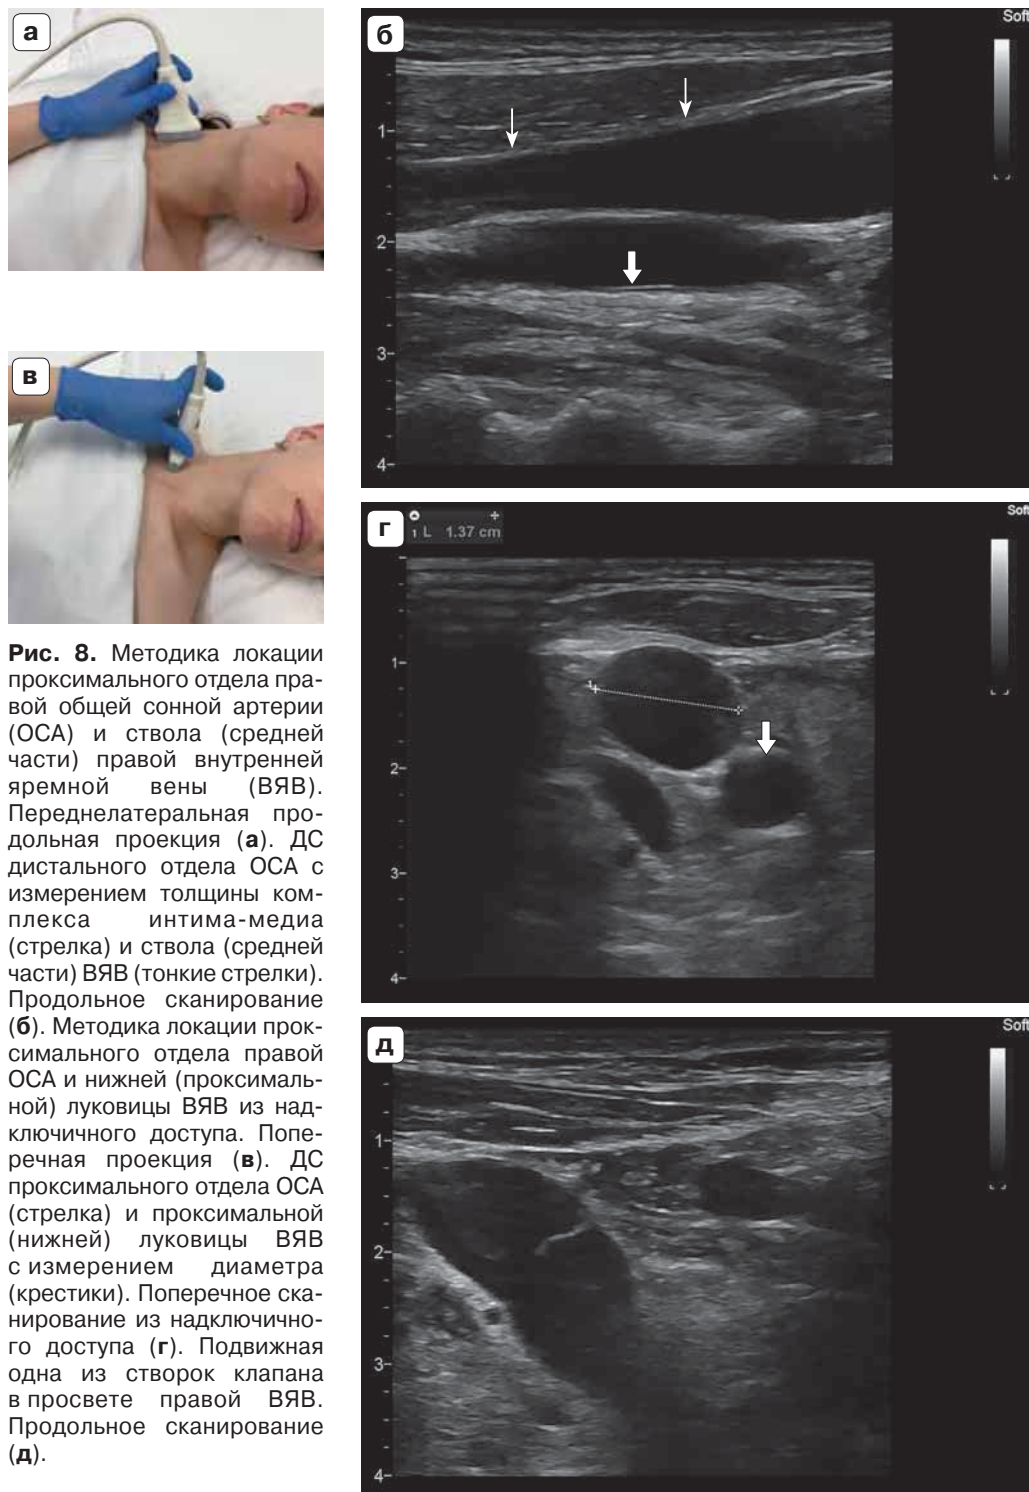 а
б
Soft
1
2
3
4
в
г
1 L 1.37 cm
Soft
1
2
3
4
д
Soft
1
2
3
4
Рис. 8. Методика локации
проксимального отдела пра-
вой общей сонной артерии
(ОСА) и ствола (средней
части) правой внутренней
яремной вены (ВЯВ).
Переднелатеральная про-
дольная проекция (а). ДС
дистального отдела ОСА с
измерением толщины ком-
плекса интима-медиа
(стрелка) и ствола (средней
части) ВЯВ (тонкие стрелки).
Продольное сканирование
(б). Методика локации прок-
симального отдела правой
ОСА и нижней (проксималь-
ной) луковицы ВЯВ из над-
ключичного доступа. Попе-
речная проекция (в). ДС
проксимального отдела ОСА
(стрелка) и проксимальной
(нижней) луковицы ВЯВ
с измерением диаметра
(крестики). Поперечное ска-
нирование из надключично-
го доступа (г). Подвижная
одна из створок клапана
в просвете правой ВЯВ.
Продольное сканирование
(д).